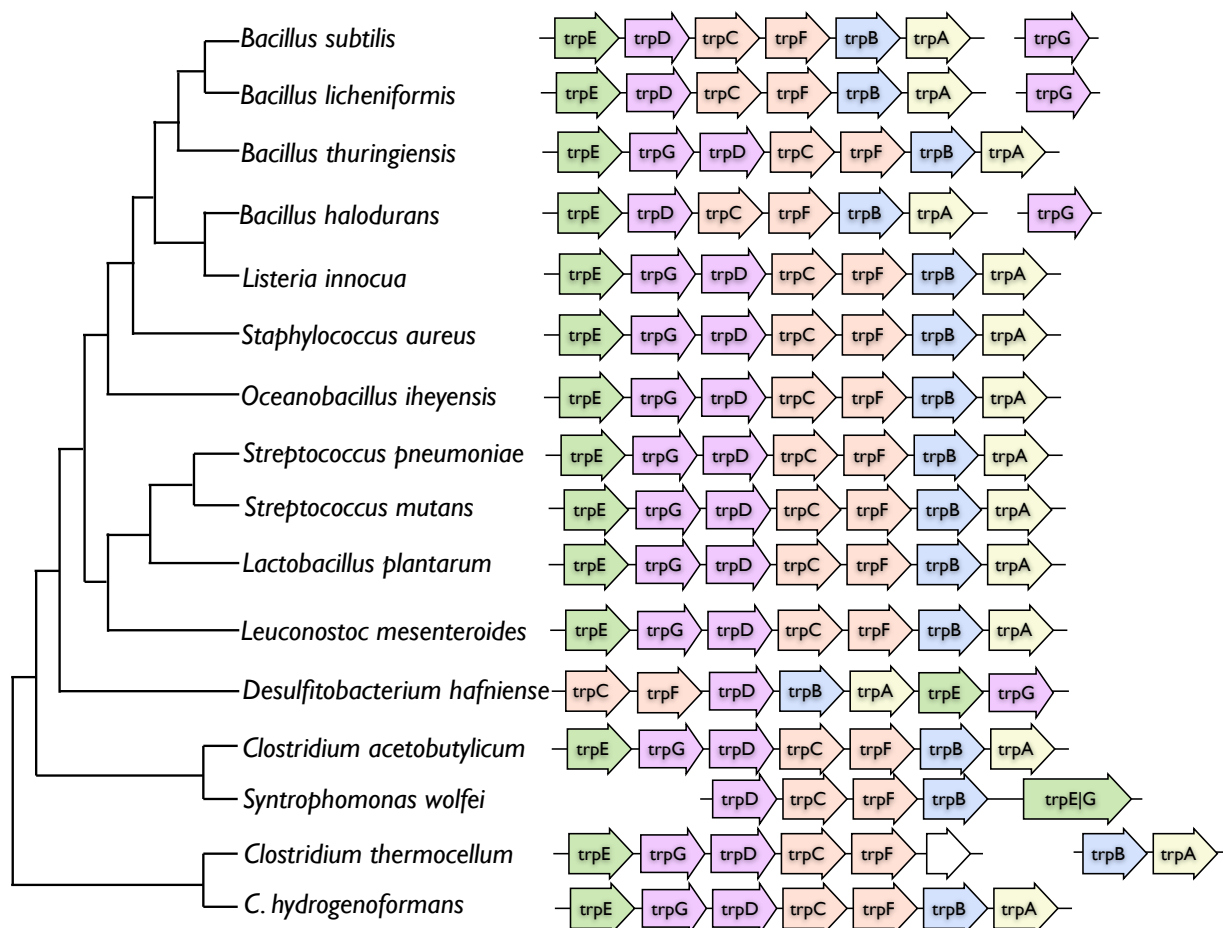 Bacillus subtilis trpE trpD trpC trpF trpB trpA trpG
Bacillus licheniformis trpE trpD trpC trpF trpB trpA trpG
Bacillus thuringiensis trpE trpG trpD trpC trpF trpB trpA
Bacillus halodurans trpE trpD trpC trpF trpB trpA trpG
Listeria innocua trpE trpG trpD trpC trpF trpB trpA
Staphylococcus aureus trpE trpG trpD trpC trpF trpB trpA
Oceanobacillus iheyensis trpE trpG trpD trpC trpF trpB trpA
Streptococcus pneumoniae trpE trpG trpD trpC trpF trpB trpA
Streptococcus mutans trpE trpG trpD trpC trpF trpB trpA
Lactobacillus plantarum trpE trpG trpD trpC trpF trpB trpA
Leuconostoc mesenteroides trpE trpG trpD trpC trpF trpB trpA
Desulfitobacterium hafniense trpC trpF trpD trpB trpA trpE trpG
Clostridium acetobutylicum trpE trpG trpD trpC trpF trpB trpA
Syntrophomonas wolfei trpD trpC trpF trpB trpE|G
Clostridium thermocellum trpE trpG trpD trpC trpF trpB trpA
C. hydrogenoformans trpE trpG trpD trpC trpF trpB trpA